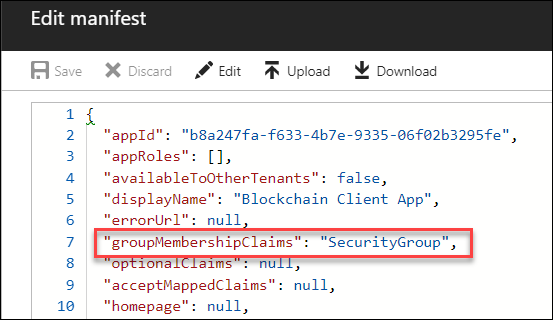 Edit manifest
Save Discard Edit Upload Download
1 {
2 "appId": "b8a247fa-f633-4b7e-9335-06f02b3295fe",
3 "appRoles": [],
4 "availableToOtherTenants": false,
5 "displayName": "Blockchain Client App",
6 "errorUrl": null,
7 "groupMembershipClaims": "SecurityGroup",
8 "optionalClaims": null,
9 "acceptMappedClaims": null,
10 "homepage": null,